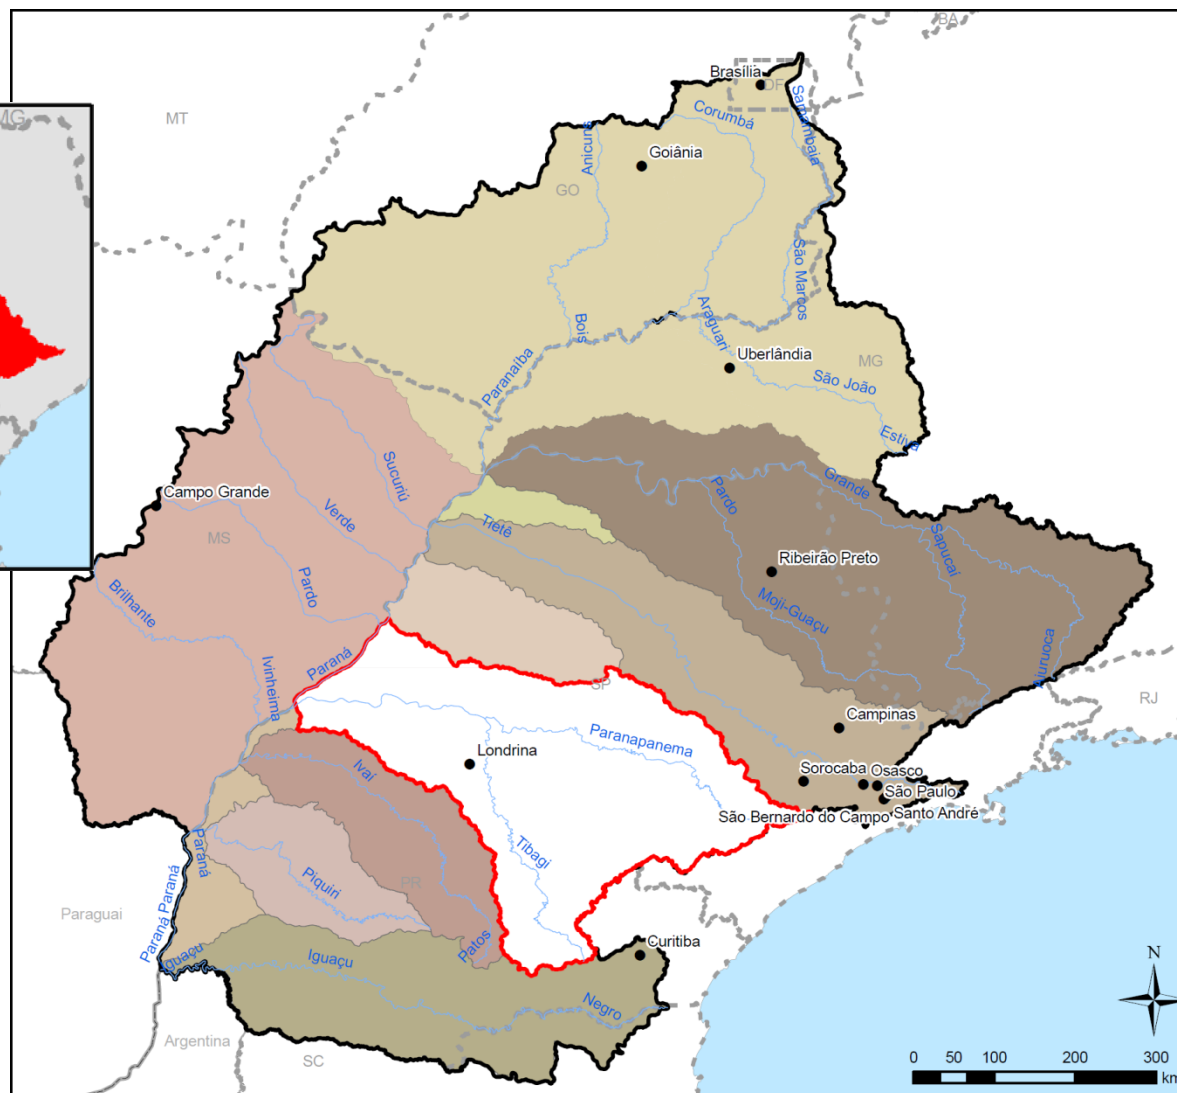 BA
MG
MT
Brasília
DF
Samambaia
Corumbá
Anicuns
Goiânia
GO
São Marcos
Bois
Araguari
Paranaíba
Uberlândia
MG
São João
Estiva
Sucuriú
Campo Grande
Verde
Tietê
Pardo
Grande
Sapucaí
MS
Ribeirão Preto
Pardo
Brilhante
Moji-Guaçu
Aiuruoca
Ivinheima
Paraná
SP
RJ
Campinas
Paranapanema
Londrina
Ivaí
Sorocaba
Osasco
São Paulo
São Bernardo do Campo
Santo André
Tibagi
Paraná
Piquiri
PR
Paraguai
Paraná
Paraná
Patos
Curitiba
Iguaçu
Iguaçu
Negro
N
Argentina
SC
0 50 100 200 300
km